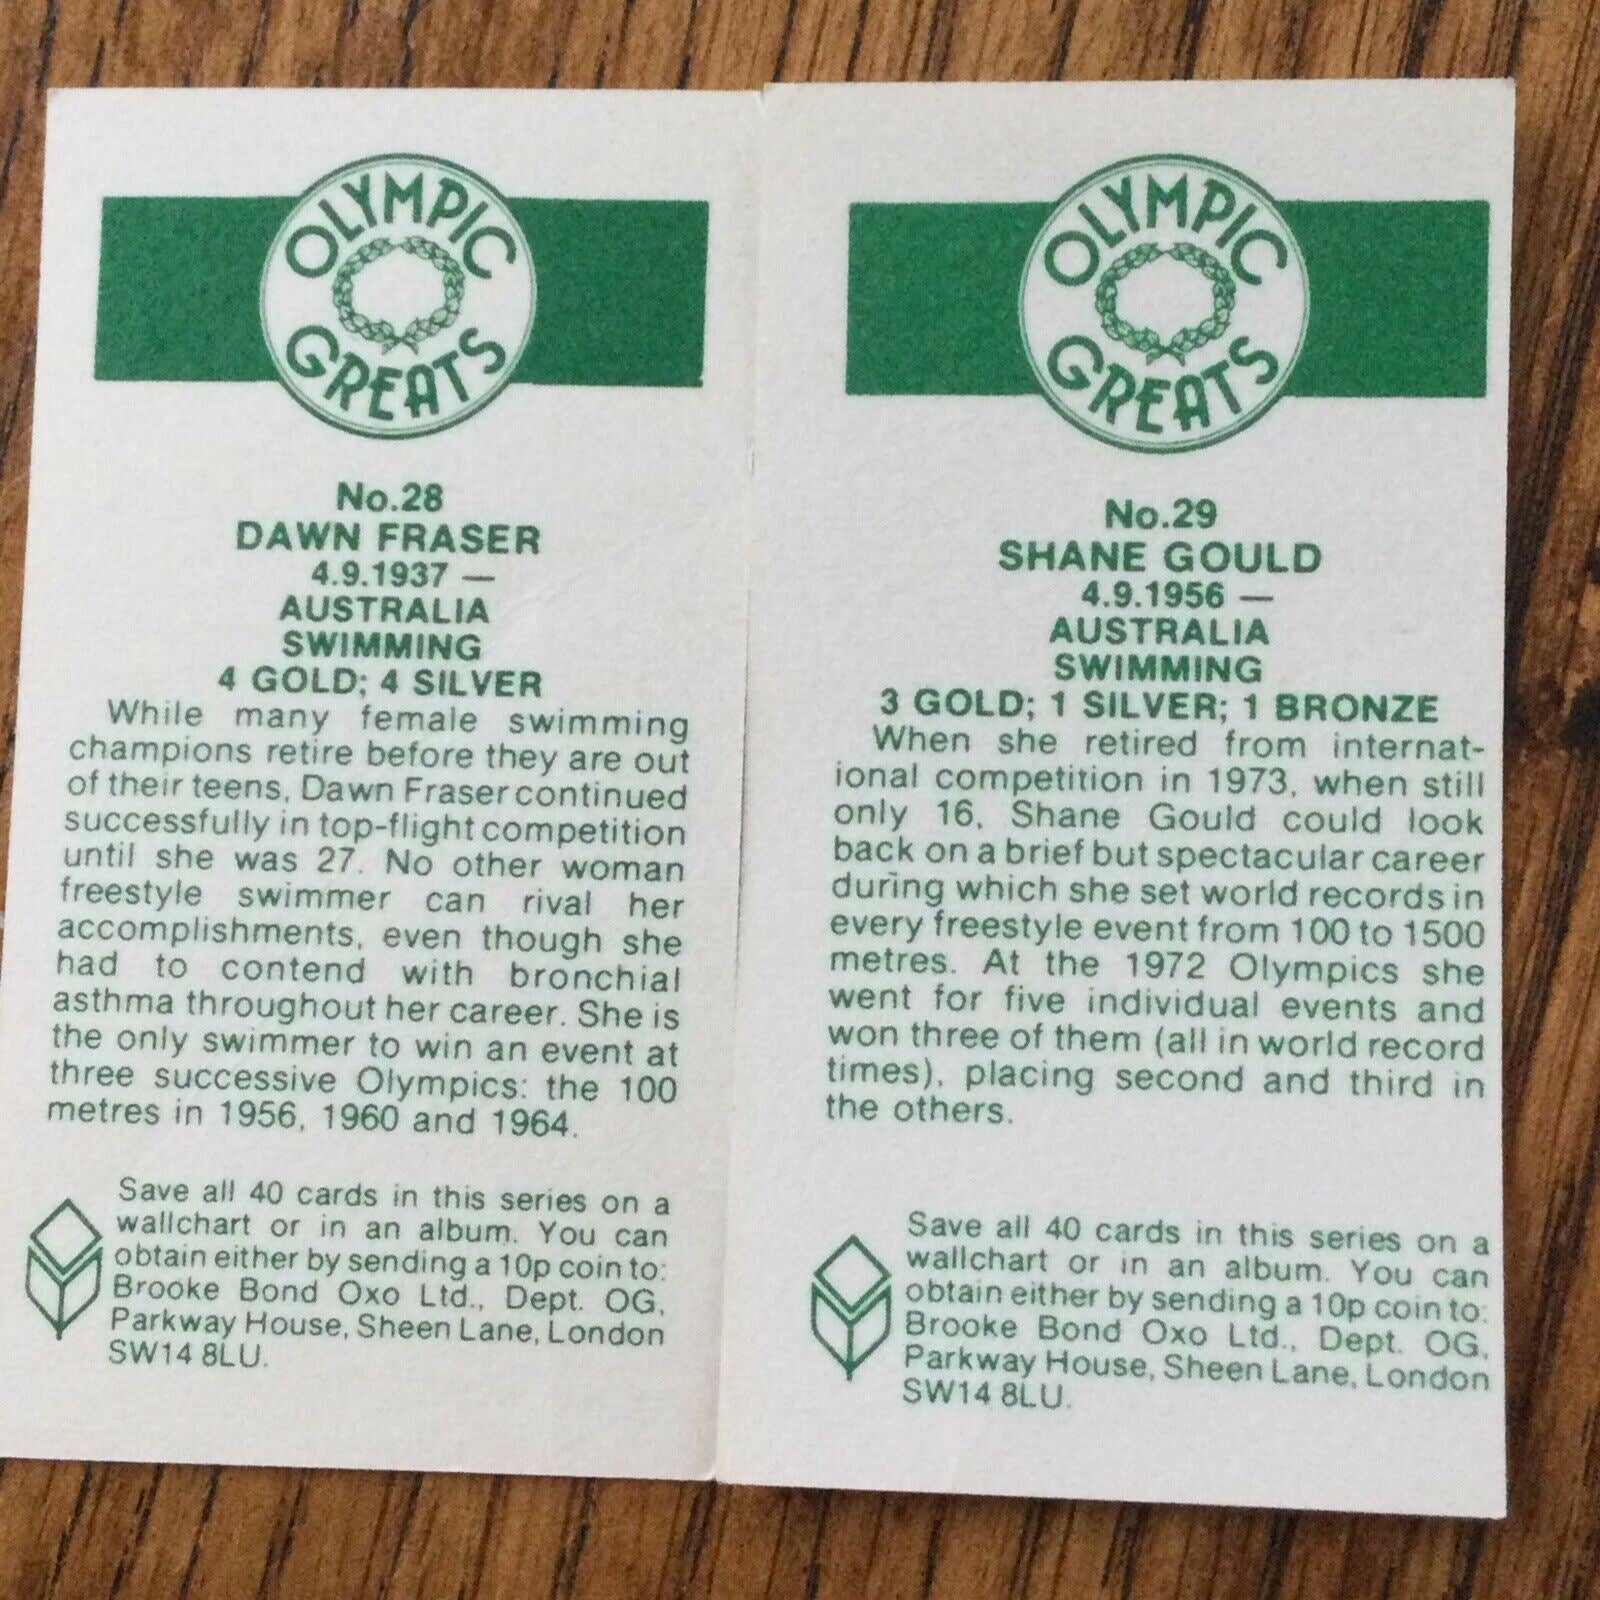 OLYMPIC
GREATS
No.28
DAWN FRASER
4.9.1937 —
AUSTRALIA
SWIMMING
4 GOLD; 4 SILVER
While many female swimming
champions retire before they are out
of their teens, Dawn Fraser continued
successfully in top-flight competition
until she was 27. No other woman
freestyle swimmer can rival her
accomplishments, even though she
had to contend with bronchial
asthma throughout her career. She is
the only swimmer to win an event at
three successive Olympics: the 100
metres in 1956, 1960 and 1964.
Save all 40 cards in this series on a
wallchart or in an album. You can
obtain either by sending a 10p coin to:
Brooke Bond Oxo Ltd., Dept. OG,
Parkway House, Sheen Lane, London
SW14 8LU.
OLYMPIC
GREATS
No.29
SHANE GOULD
4.9.1956 —
AUSTRALIA
SWIMMING
3 GOLD; 1 SILVER; 1 BRONZE
When she retired from internat-
ional competition in 1973, when still
only 16, Shane Gould could look
back on a brief but spectacular career
during which she set world records in
every freestyle event from 100 to 1500
metres. At the 1972 Olympics she
went for five individual events and
won three of them (all in world record
times), placing second and third in
the others.
Save all 40 cards in this series on a
wallchart or in an album. You can
obtain either by sending a 10p coin to:
Brooke Bond Oxo Ltd., Dept. OG,
Parkway House, Sheen Lane, London
SW14 8LU.